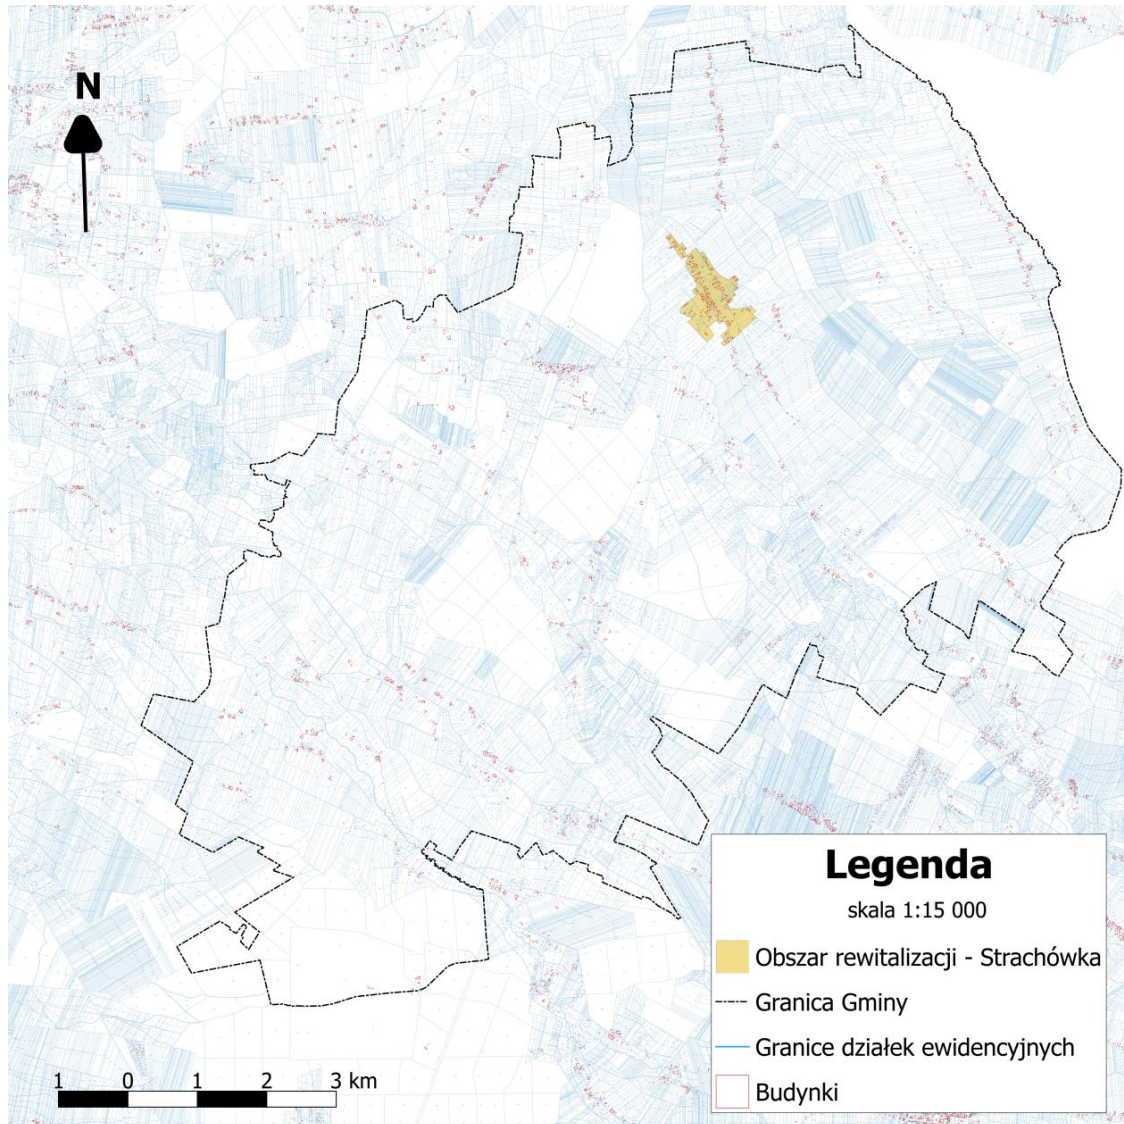 N
Legenda
skala 1:15 000
Obszar rewitalizacji - Strachówka
Granica Gminy
Granice działek ewidencyjnych
Budynki
1 0 1 2 3 km